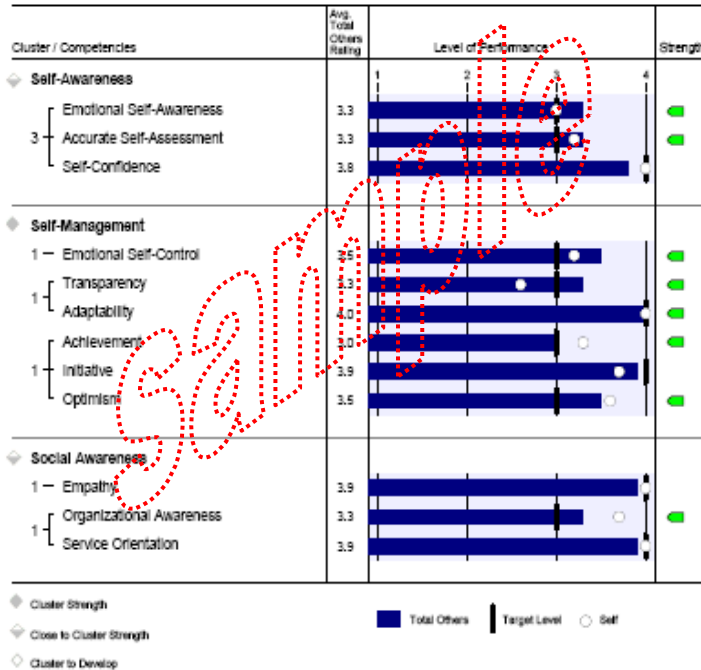 Avg.
Total
Others
Rating
Cluster / Competencies Level of Performance Strength
1 2 3 4
Self-Awareness
Emotional Self-Awareness 3.3
3 Accurate Self-Assessment 3.3
Self-Confidence 3.8
Self-Management
1 Emotional Self-Control 3.5
1 Transparency 3.3
Adaptability 4.0
Achievement 3.0
1 Initiative 3.9
Optimism 3.5
Social Awareness
1 Empathy 3.9
1 Organizational Awareness 3.3
Service Orientation 3.9
Cluster Strength
Total Others Target Level Self
Close to Cluster Strength
Cluster to Develop
sample